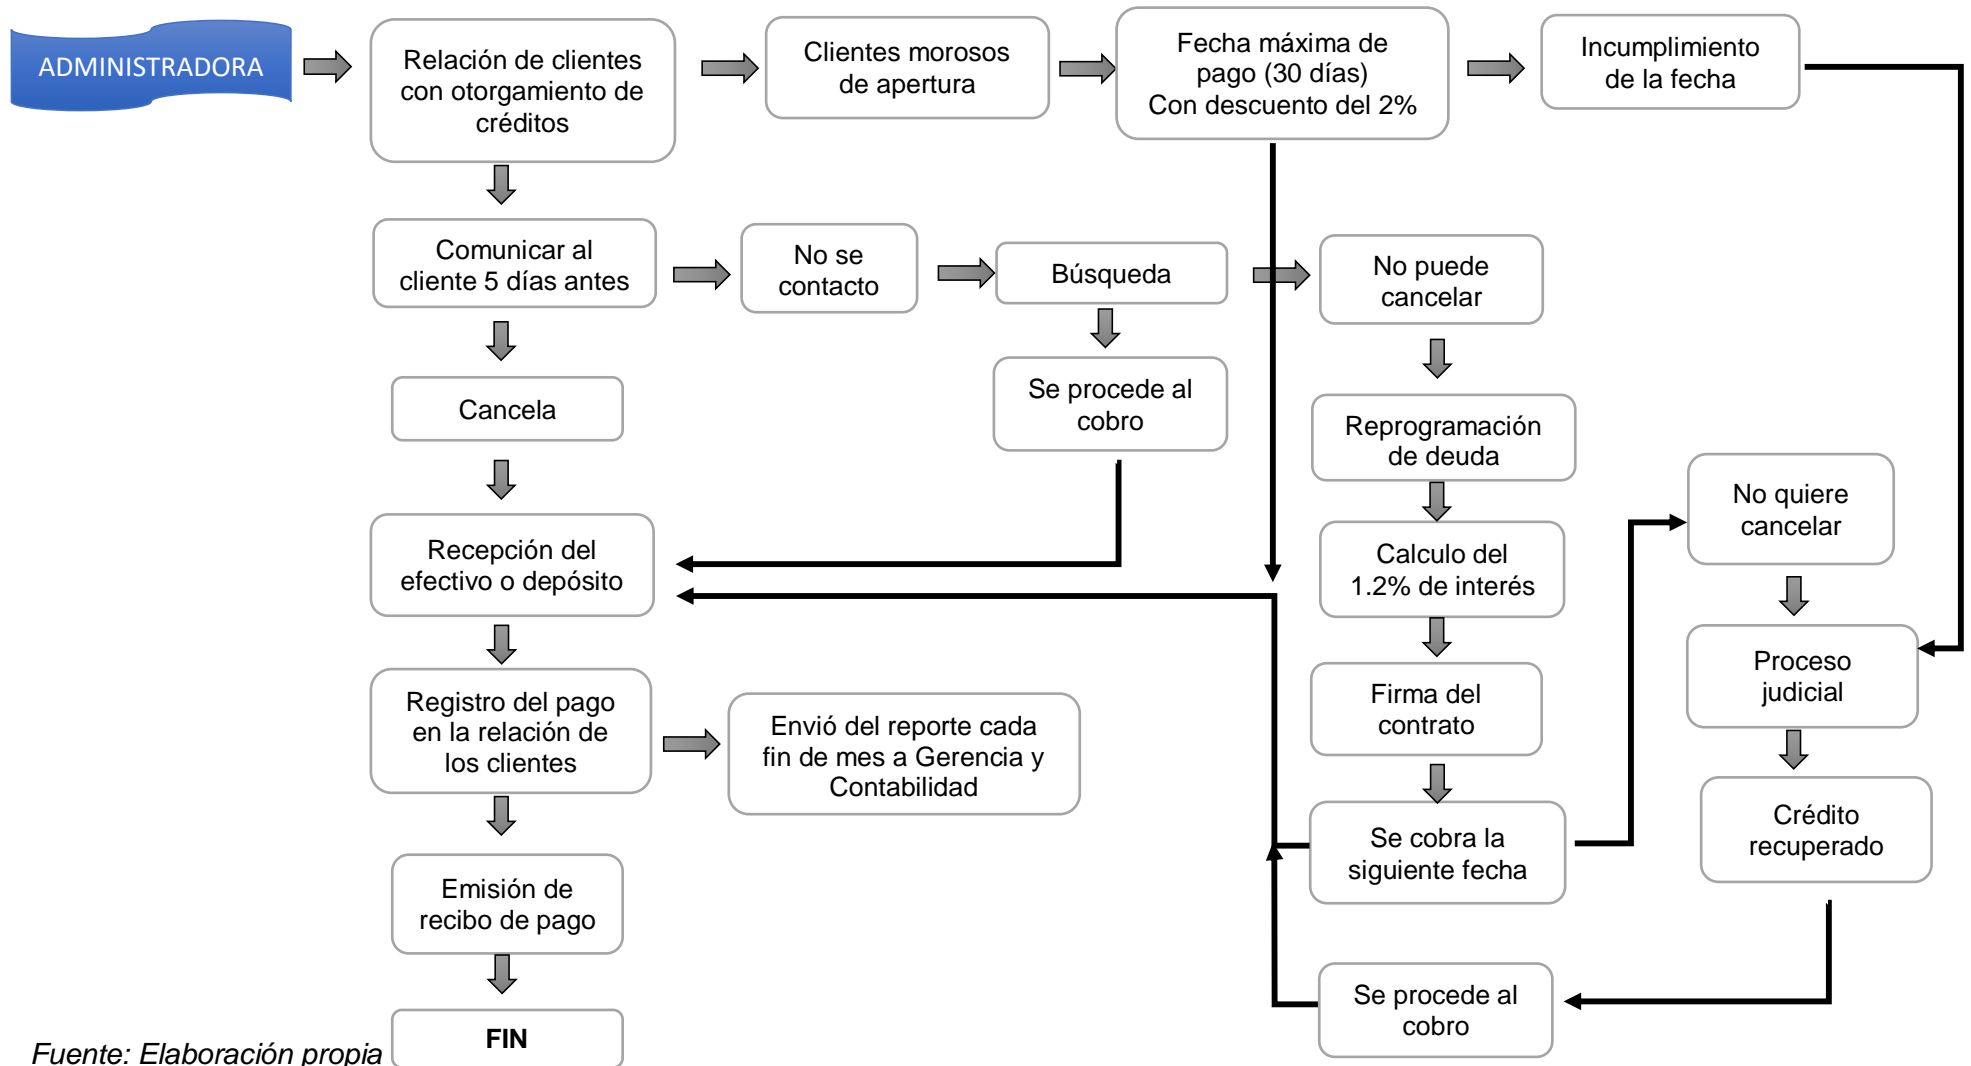 ADMINISTRADORA
Relación de clientes
con otorgamiento de
créditos
Clientes morosos
de apertura
Fecha máxima de
pago (30 días)
Con descuento del 2%
Incumplimiento
de la fecha
Comunicar al
cliente 5 días antes
No se
contacto
Búsqueda
No puede
cancelar
Cancela
Se procede al
cobro
Reprogramación
de deuda
No quiere
cancelar
Recepción del
efectivo o depósito
Calculo del
1.2% de interés
Proceso
judicial
Registro del pago
en la relación de
los clientes
Envió del reporte cada
fin de mes a Gerencia y
Contabilidad
Firma del
contrato
Se cobra la
siguiente fecha
Crédito
recuperado
Emisión de
recibo de pago
Se procede al
cobro
FIN
Fuente: Elaboración propia